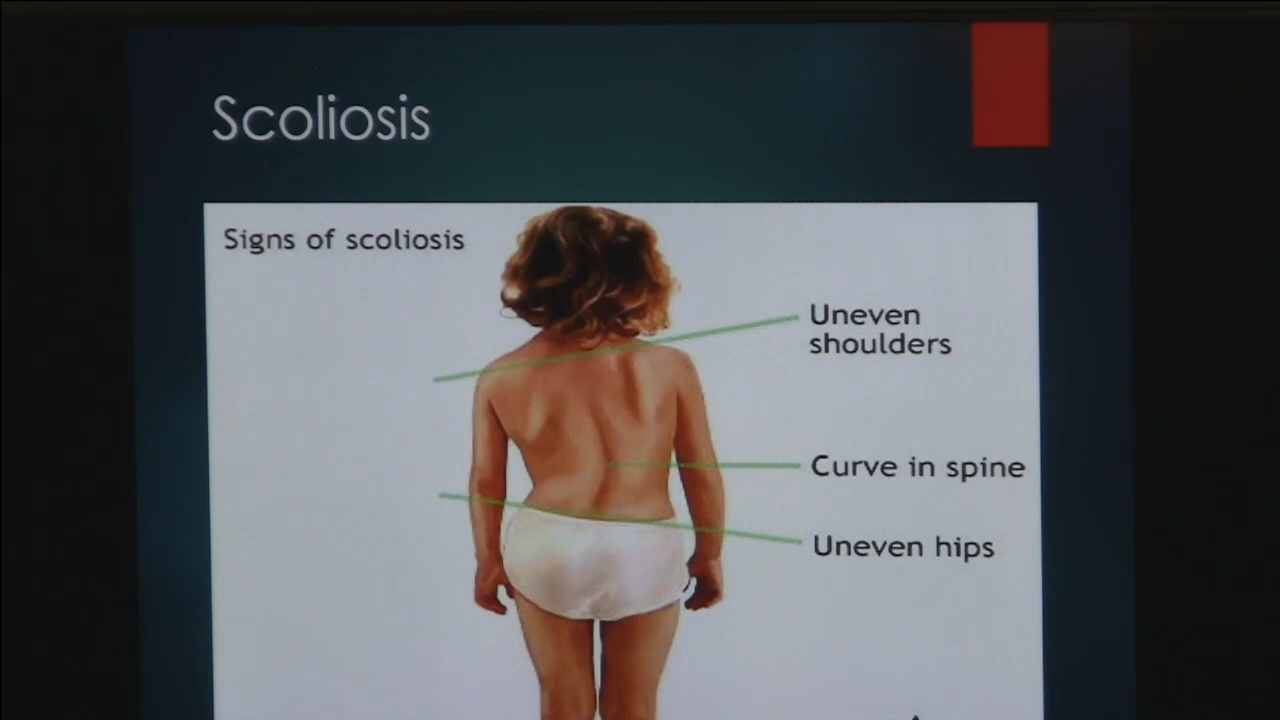 Scoliosis
Signs of scoliosis
Uneven
shoulders
Curve in spine
Uneven hips